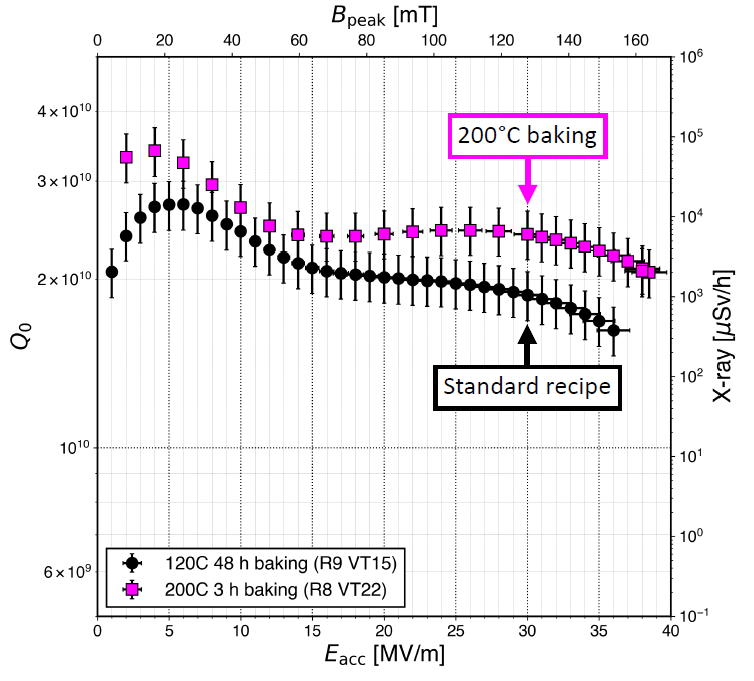 B_peak [mT]
0 20 40 60 80 100 120 140 160
4×10^10
3×10^10
2×10^10
10^10
6×10^9
Q_0
10^6
10^5
10^4
10^3
10^2
10^1
10^0
10^−1
X-ray [µSv/h]
200°C baking
Standard recipe
120C 48 h baking (R9 VT15)
200C 3 h baking (R8 VT22)
0 5 10 15 20 25 30 35 40
E_acc [MV/m]